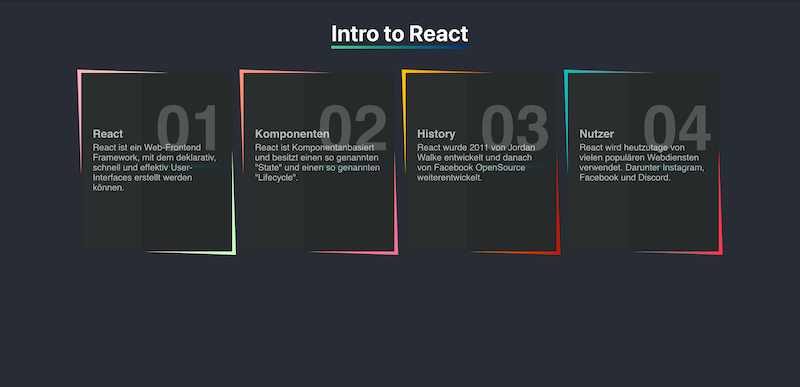 Intro to React
01
React
React ist ein Web-Frontend
Framework, mit dem deklarativ,
schnell und effektiv User-
Interfaces erstellt werden
können.
02
Komponenten
React ist Komponentanbasiert
und besitzt einen so genannten
"State" und einen so genannten
"Lifecycle".
03
History
React wurde 2011 von Jordan
Walke entwickelt und danach
von Facebook OpenSource
weiterentwickelt.
04
Nutzer
React wird heutzutage von
vielen populären Webdiensten
verwendet. Darunter Instagram,
Facebook und Discord.